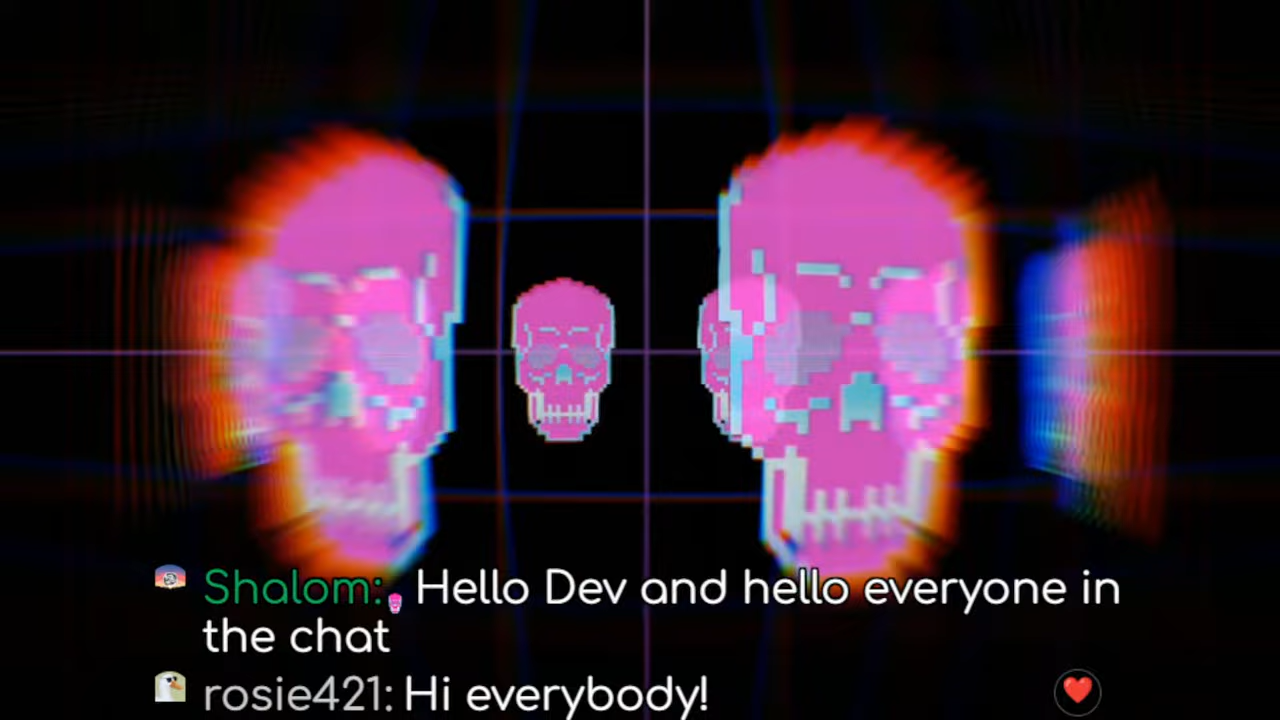 Shalom: Hello Dev and hello everyone in
the chat
rosie421: Hi everybody!